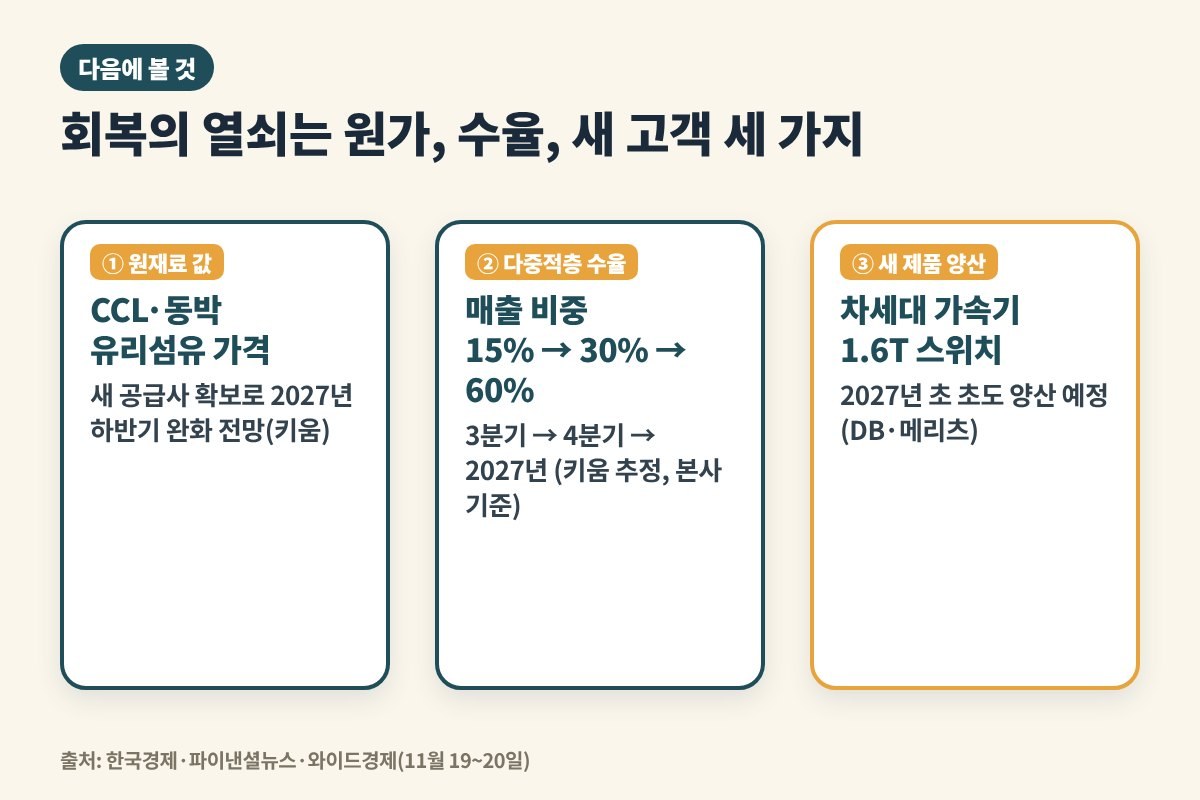 다음에 볼 것
회복의 열쇠는 원가, 수율, 새 고객 세 가지
① 원재료 값
CCL·동박
유리섬유 가격
새 공급사 확보로 2027년
하반기 완화 전망(키움)
② 다중적층 수율
매출 비중
15% → 30% →
60%
3분기 → 4분기 →
2027년 (키움 추정, 본사
기준)
③ 새 제품 양산
차세대 가속기
1.6T 스위치
2027년 초 초도 양산 예정
(DB·메리츠)
출처: 한국경제·파이낸셜뉴스·와이드경제(11월 19~20일)